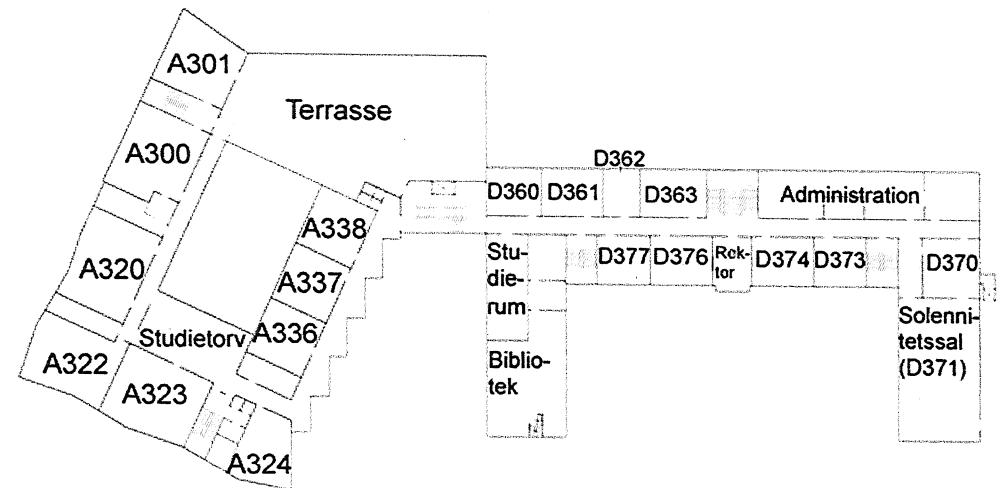 A301
Terrasse
A300
D362
D360
D361
D363
Administration
A338
A320
A337
A336
Studietorv
A322
A323
A324
Stu-
die-
rum
Biblio-
tek
D377
D376
Rek-
tor
D374
D373
D370
Solenni-
tetssal
(D371)